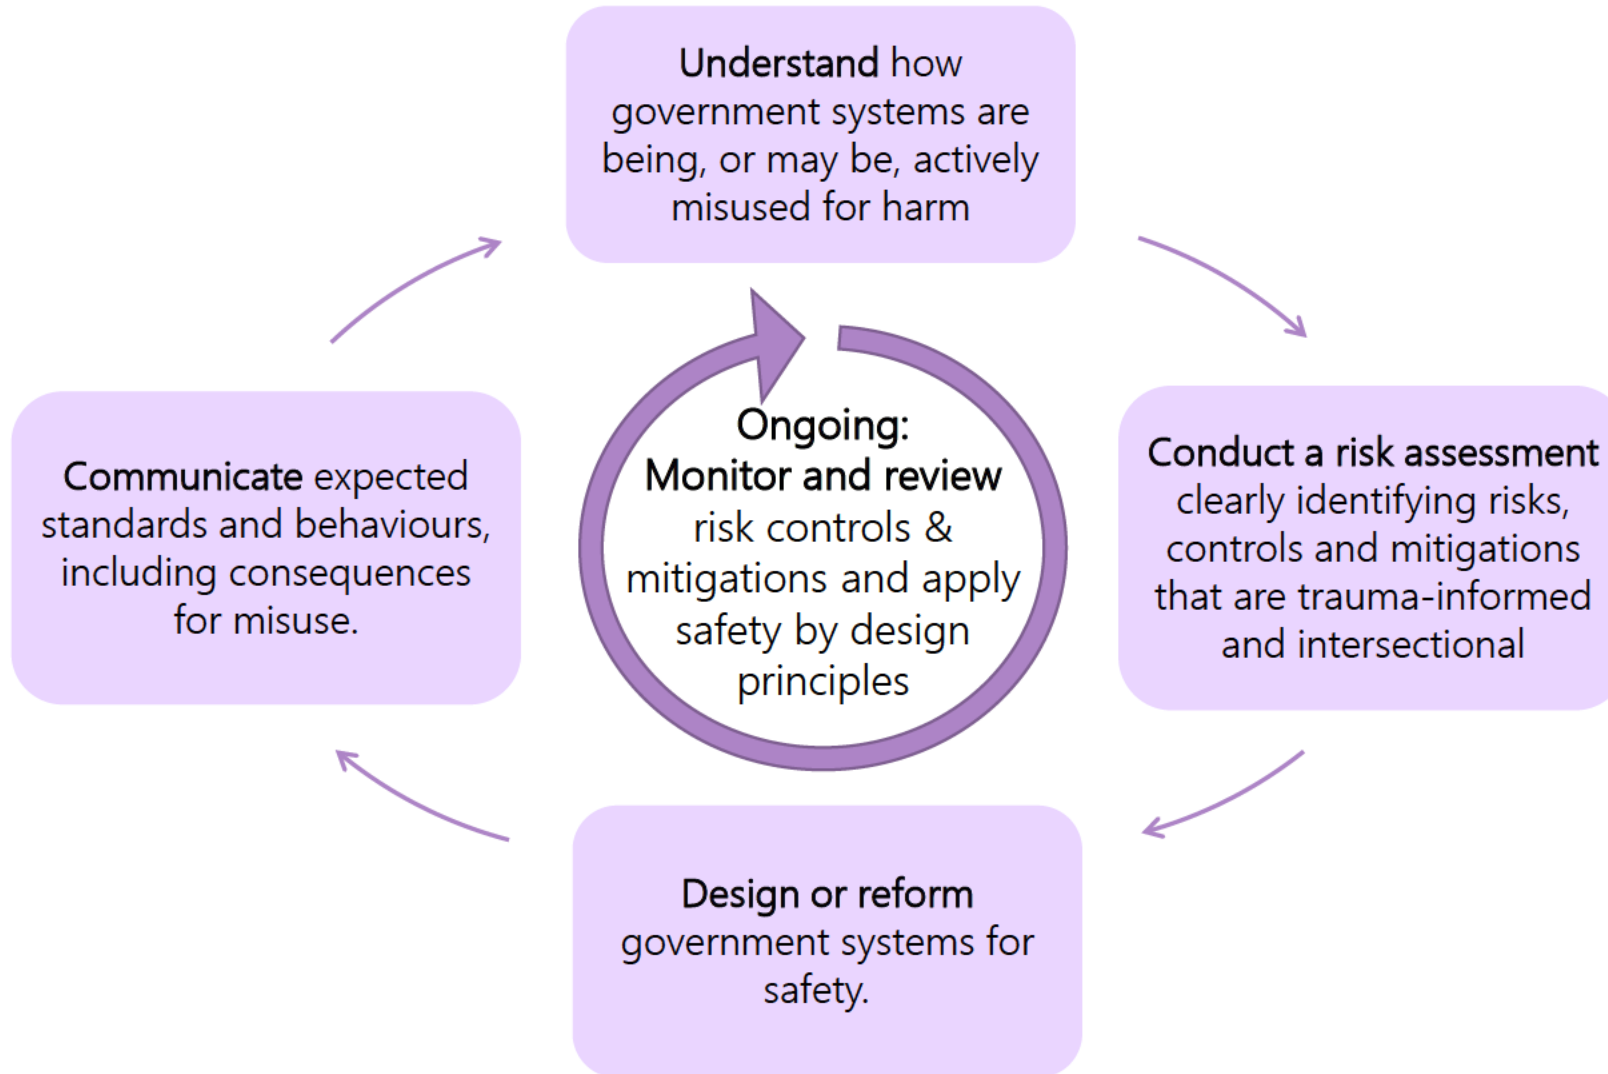 Understand how
government systems are
being, or may be, actively
misused for harm
Conduct a risk assessment
clearly identifying risks,
controls and mitigations
that are trauma-informed
and intersectional
Design or reform
government systems for
safety.
Communicate expected
standards and behaviours,
including consequences
for misuse.
Ongoing:
Monitor and review
risk controls &
mitigations and apply
safety by design
principles